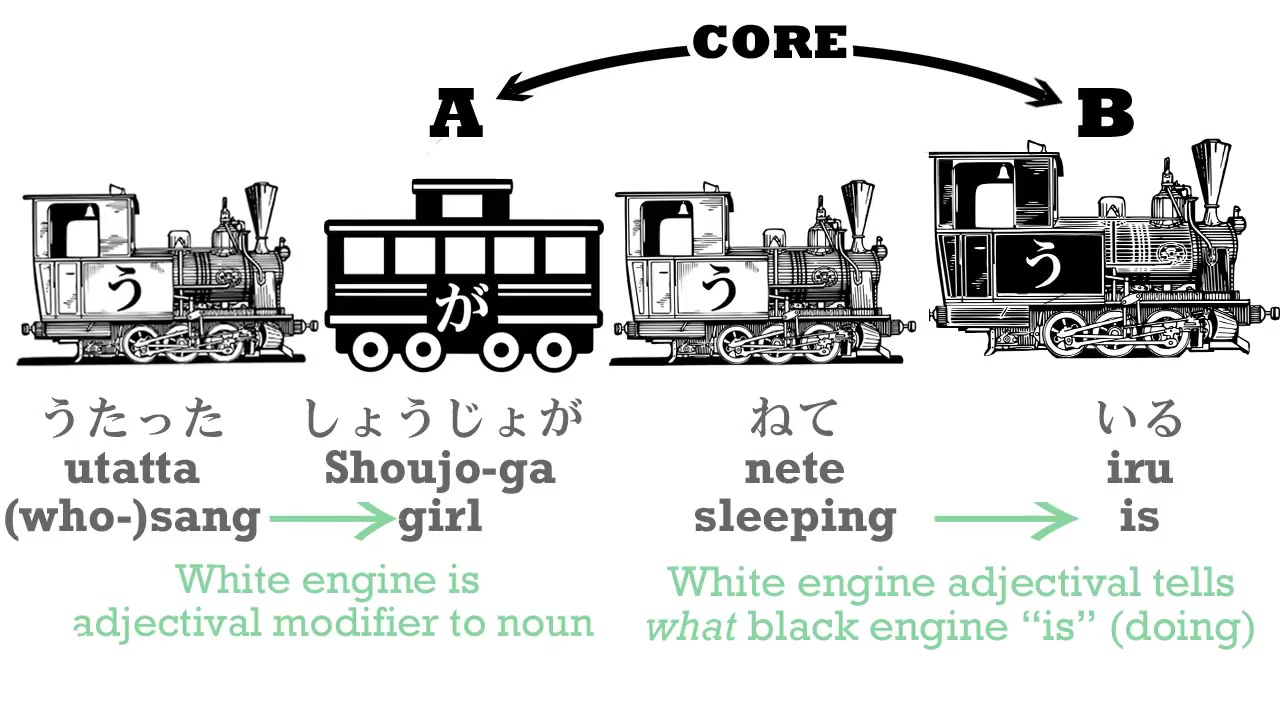 CORE
A B
う が う う
うたった しょうじょが ねて いる
utatta Shoujo-ga nete iru
(who-)sang girl sleeping is
White engine is
adjectival modifier to noun
White engine adjectival tells
what black engine “is” (doing)